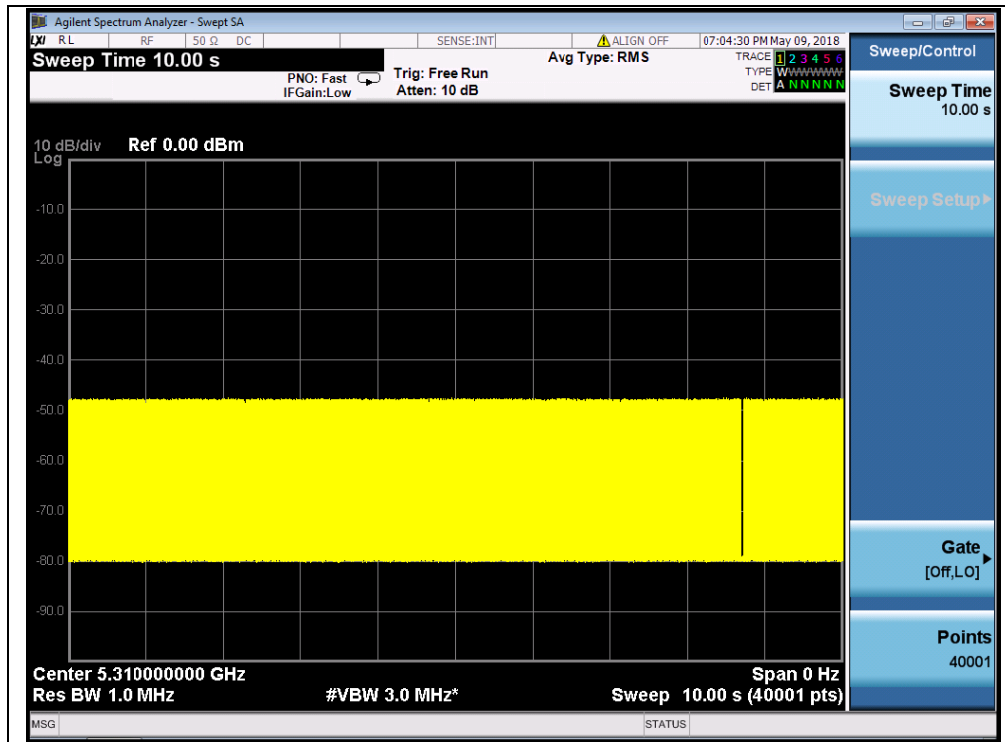 Agilent Spectrum Analyzer - Swept SA
LXI RL RF 50 Ω DC SENSE:INT ALIGN OFF 07:04:30 PM May 09, 2018
Sweep Time 10.00 s
PNO: Fast
IFGain:Low
Trig: Free Run
Atten: 10 dB
Avg Type: RMS
TRACE 1 2 3 4 5 6
TYPE WWWWWW
DET A N N N N N
10 dB/div
Log
Ref 0.00 dBm
-10.0
-20.0
-30.0
-40.0
-50.0
-60.0
-70.0
-80.0
-90.0
Center 5.310000000 GHz
Span 0 Hz
Res BW 1.0 MHz
#VBW 3.0 MHz*
Sweep 10.00 s (40001 pts)
MSG
STATUS
Sweep/Control
Sweep Time
10.00 s
Sweep Setup
Gate
[Off,LO]
Points
40001